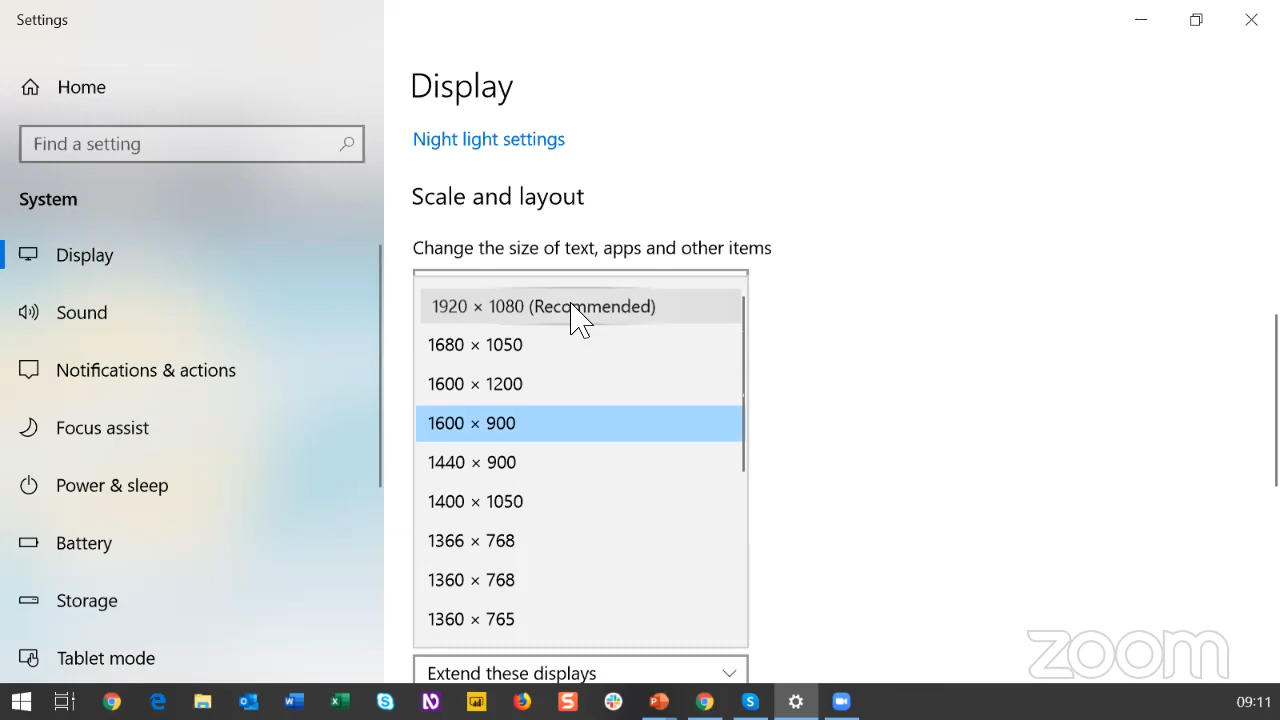 Settings
Home
Find a setting
System
Display
Sound
Notifications & actions
Focus assist
Power & sleep
Battery
Storage
Tablet mode
Display
Night light settings
Scale and layout
Change the size of text, apps and other items
1920 × 1080 (Recommended)
1680 × 1050
1600 × 1200
1600 × 900
1440 × 900
1400 × 1050
1366 × 768
1360 × 768
1360 × 765
Extend these displays
zoom
09:11